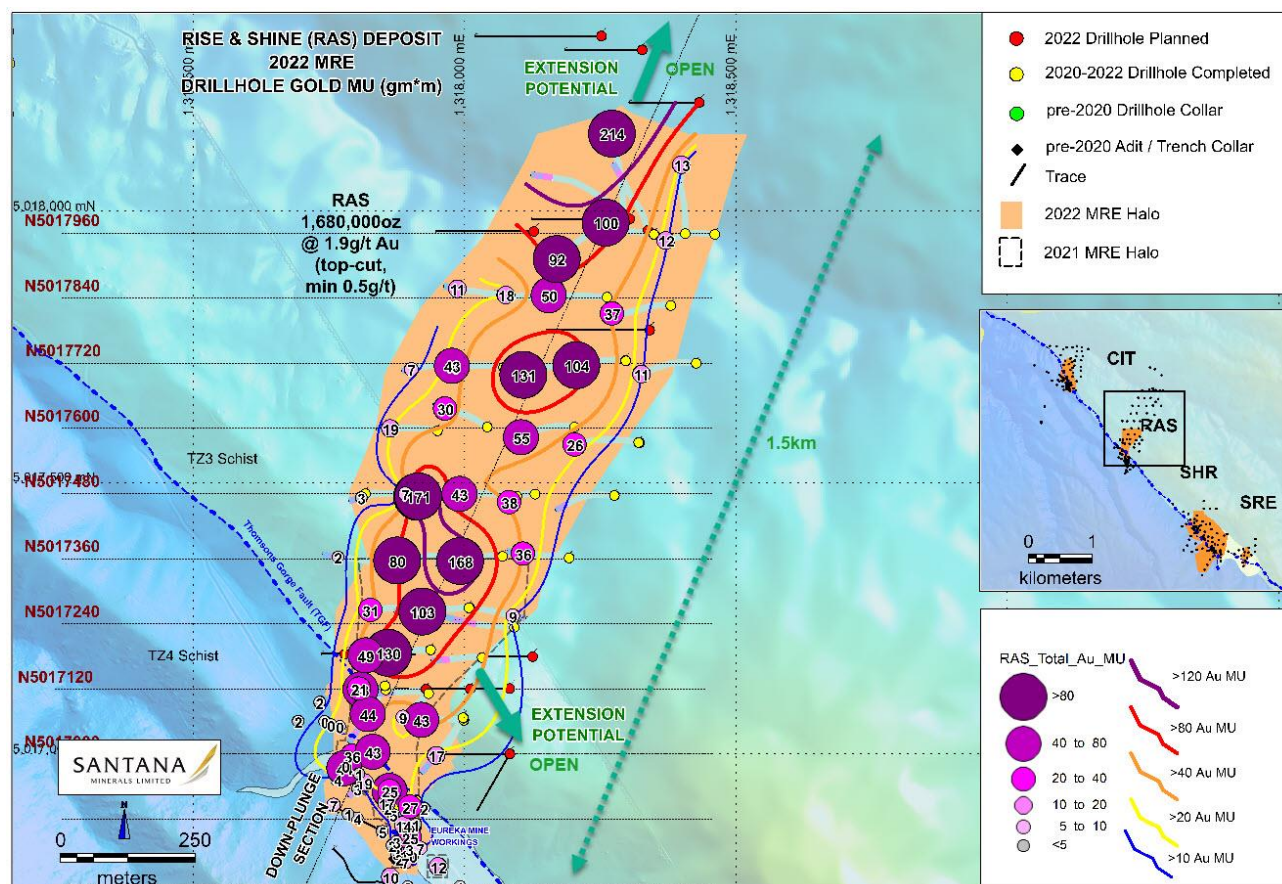 RISE & SHINE (RAS) DEPOSIT
2022 MRE
DRILLHOLE GOLD MU (gm*m)
1,318,000 mE
1,318,500 mE
EXTENSION
POTENTIAL
OPEN
RAS
1,680,000oz
@ 1.9g/t Au
(top-cut,
min 0.5g/t)
5,018,000 mN
N5017960
N5017840
N5017720
N5017600
N5017480
N5017360
N5017240
N5017120
214
13
100
12
92
11
18
50
37
7
43
131
104
11
30
19
55
26
3
171
43
38
2
80
168
36
31
103
9
49
130
44
9
43
43
17
36
25
27
12
10
1.5km
TZ3 Schist
Thomsons Gorge Fault (TGF)
TZ4 Schist
EXTENSION
POTENTIAL
OPEN
SANTANA
MINERALS LIMITED
DOWN-PLUNGE
SECTION
EUREKA MINE
WORKINGS
N
0 250
meters
2022 Drillhole Planned
2020-2022 Drillhole Completed
pre-2020 Drillhole Collar
pre-2020 Adit / Trench Collar
Trace
2022 MRE Halo
2021 MRE Halo
CIT
RAS
SHR
SRE
0 1
kilometers
RAS_Total_Au_MU
>80
40 to 80
20 to 40
10 to 20
5 to 10
<5
>120 Au MU
>80 Au MU
>40 Au MU
>20 Au MU
>10 Au MU